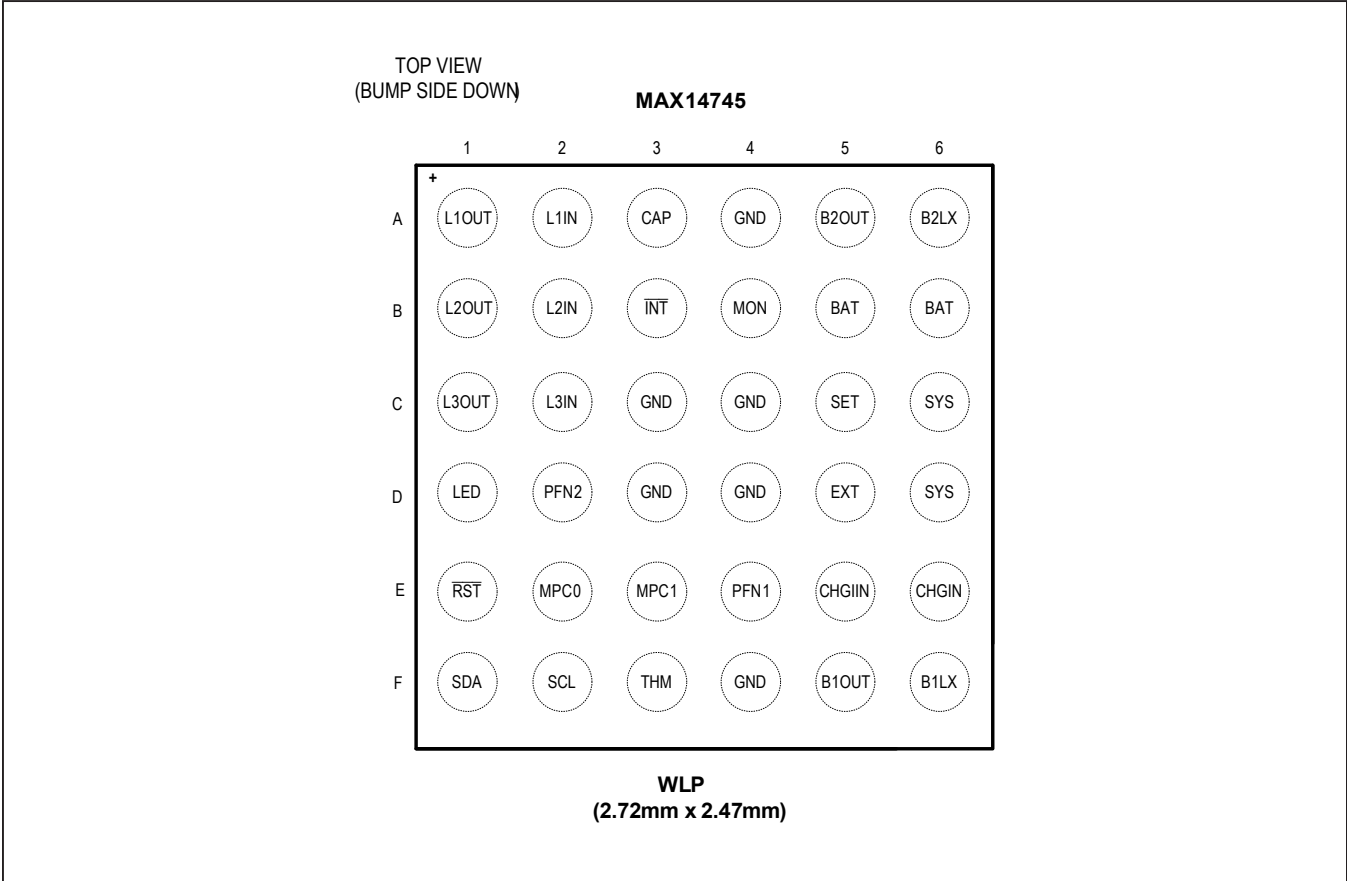 TOP VIEW
(BUMP SIDE DOWN)
MAX14745
1 2 3 4 5 6
+
A L1OUT L1IN CAP GND B2OUT B2LX
B L2OUT L2IN I̅N̅T̅ MON BAT BAT
C L3OUT L3IN GND GND SET SYS
D LED PFN2 GND GND EXT SYS
E R̅S̅T̅ MPC0 MPC1 PFN1 CHGIIN CHGIN
F SDA SCL THM GND B1OUT B1LX
WLP
(2.72mm x 2.47mm)